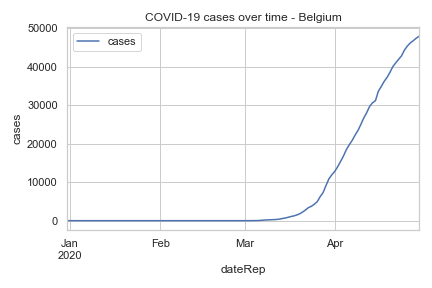 COVID-19 cases over time - Belgium
cases
50000
40000
30000
20000
10000
0
cases
Jan
2020
Feb
Mar
Apr
dateRep